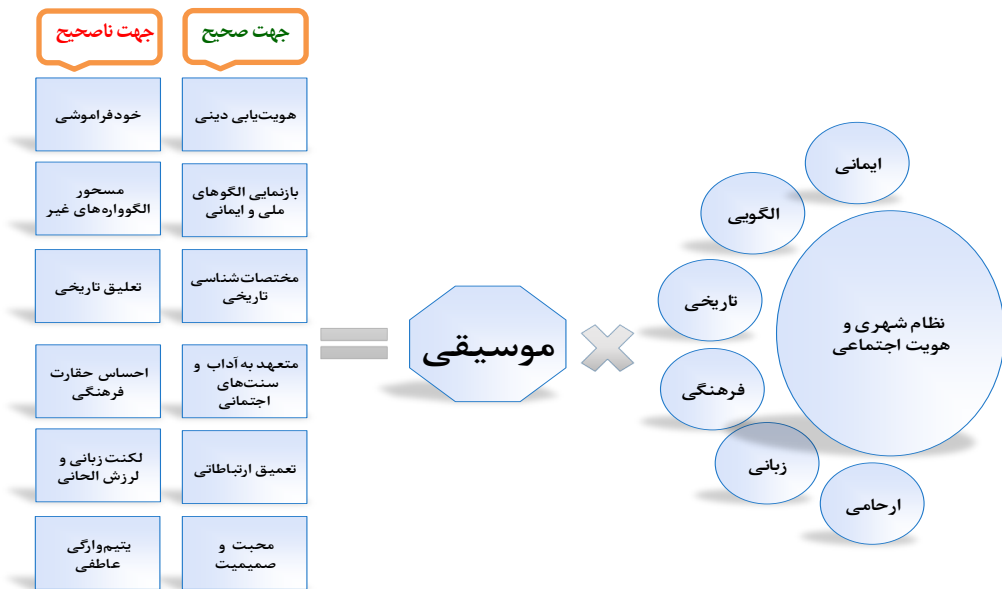 نظام شهری و
هویت اجتماعی
ایمانی
الگویی
تاریخی
فرهنگی
زبانی
ارحامی
موسیقی
جهت صحیح
هویت‌یابی دینی
بازنمایی الگوهای
ملی و ایمانی
مختصات‌شناسی
تاریخی
متعهد به آداب و
سنت‌های
اجتمانی
تعمیق ارتباطاتی
محبت و
صمیمیت
جهت ناصحیح
خودفراموشی
مسحور
الگوواره‌های غیر
تعلیق تاریخی
احساس حقارت
فرهنگی
لکنت زبانی و
لرزش الحانی
یتیم‌وارگی
عاطفی